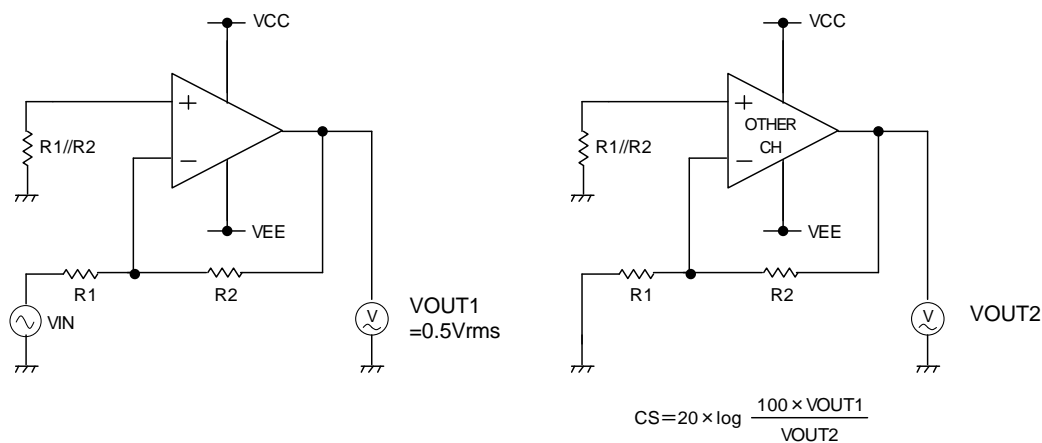 VCC
R1//R2
+
−
VEE
R1
R2
VIN
V
VOUT1
=0.5Vrms
VCC
R1//R2
+
OTHER
CH
−
VEE
R1
R2
V
VOUT2
CS=20×log 100×VOUT1
VOUT2